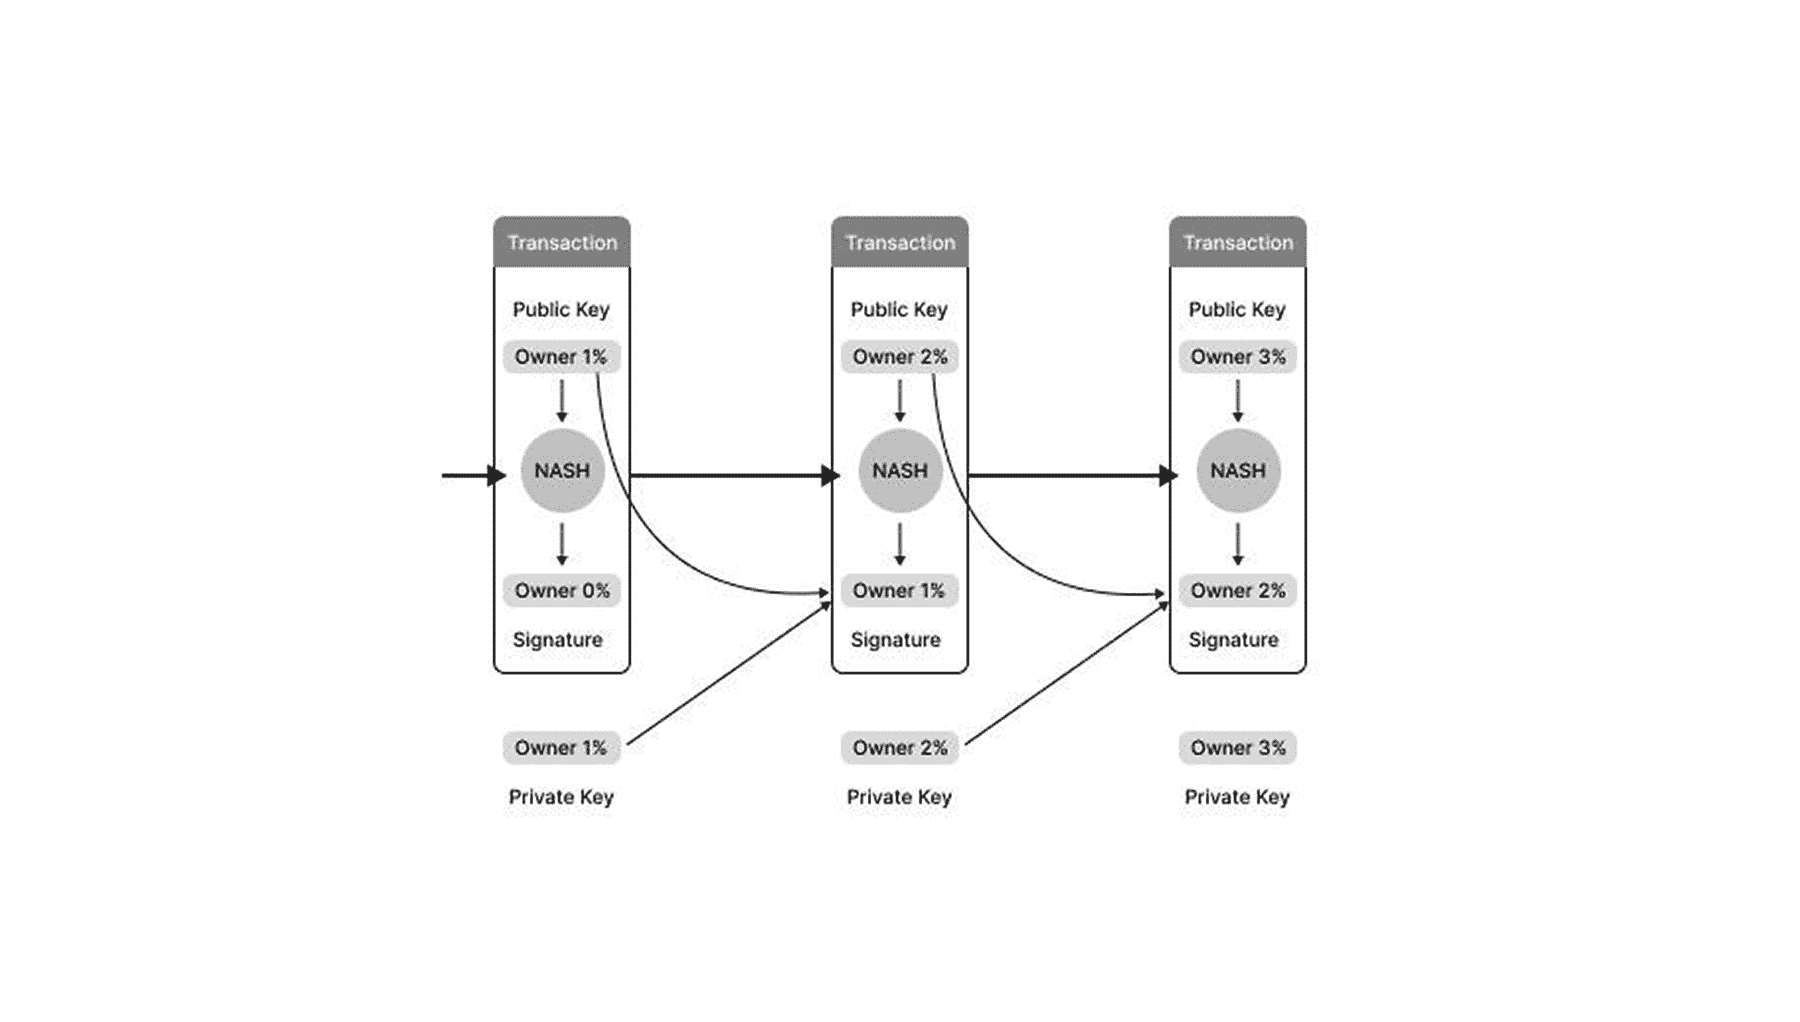 Transaction
Public Key
Owner 1%
NASH
Owner 0%
Signature
Owner 1%
Private Key
Transaction
Public Key
Owner 2%
NASH
Owner 1%
Signature
Owner 2%
Private Key
Transaction
Public Key
Owner 3%
NASH
Owner 2%
Signature
Owner 3%
Private Key